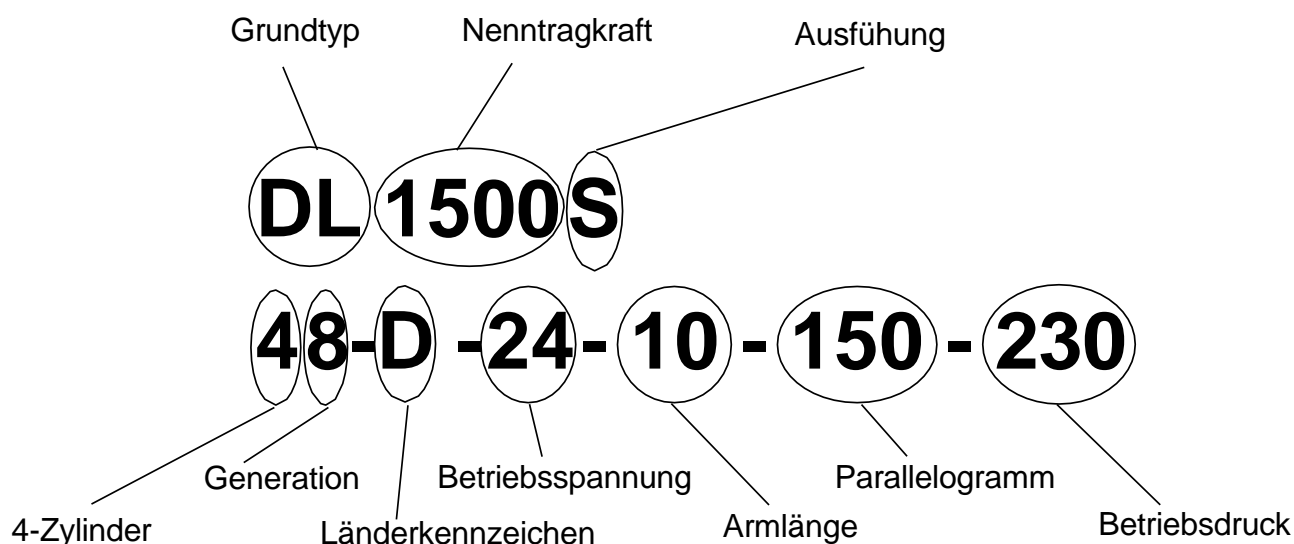 Grundtyp Nenntragkraft Ausfühung
DL 1500 S
48-D -24- 10 - 150 - 230
Generation Betriebsspannung Parallelogramm
4-Zylinder Länderkennzeichen Armlänge Betriebsdruck